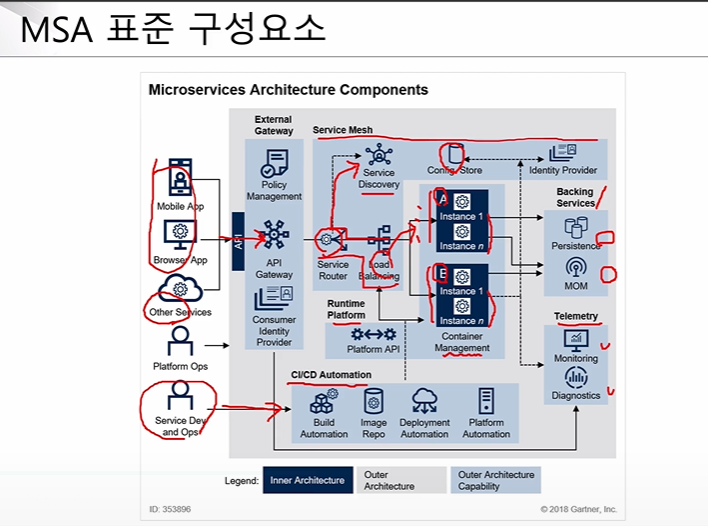 MSA 표준 구성요소
Microservices Architecture Components
External
Gateway
Service Mesh
Mobile App
Browser App
Other Services
Platform Ops
Service Dev
and Ops
API
Policy
Management
API
Gateway
Consumer
Identity
Provider
Service
Discovery
Config. Store
Identity Provider
Service
Router
Load
Balancing
A
Instance 1
Instance n
B
Instance 1
Instance n
Container
Management
Backing
Services
Persistence
MOM
Runtime
Platform
Platform API
Telemetry
Monitoring
Diagnostics
CI/CD Automation
Build
Automation
Image
Repo
Deployment
Automation
Platform
Automation
Legend:
Inner Architecture
Outer
Architecture
Outer Architecture
Capability
ID: 353896
© 2018 Gartner, Inc.